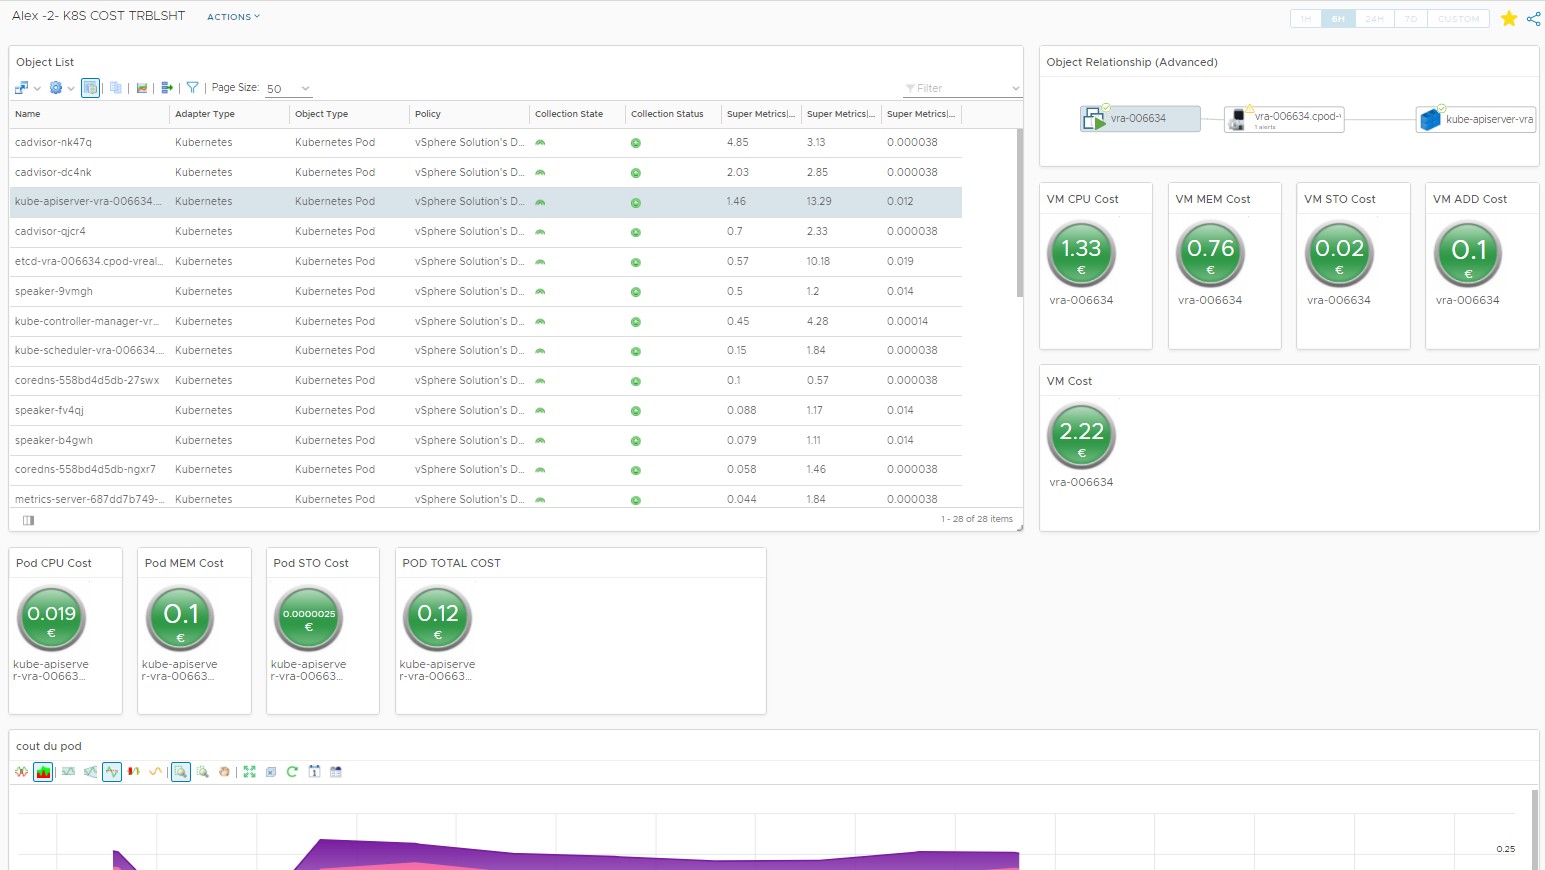 Alex -2- K8S COST TRBLSHT ACTIONS
1H 6H 24H 7D CUSTOM
Object List
Page Size: 50 Filter
Name Adapter Type Object Type Policy Collection State Collection Status Super Metrics|... Super Metrics|... Super Metrics|...
cadvisor-nk47q Kubernetes Kubernetes Pod vSphere Solution's D... 4.85 3.13 0.000038
cadvisor-dc4nk Kubernetes Kubernetes Pod vSphere Solution's D... 2.03 2.85 0.000038
kube-apiserver-vra-006634.... Kubernetes Kubernetes Pod vSphere Solution's D... 1.46 13.29 0.012
cadvisor-qjcr4 Kubernetes Kubernetes Pod vSphere Solution's D... 0.7 2.33 0.000038
etcd-vra-006634.cpod-vreal... Kubernetes Kubernetes Pod vSphere Solution's D... 0.57 10.18 0.019
speaker-9vmgh Kubernetes Kubernetes Pod vSphere Solution's D... 0.5 1.2 0.014
kube-controller-manager-vr... Kubernetes Kubernetes Pod vSphere Solution's D... 0.45 4.28 0.00014
kube-scheduler-vra-006634.... Kubernetes Kubernetes Pod vSphere Solution's D... 0.15 1.84 0.000038
coredns-558bd4d5db-27swx Kubernetes Kubernetes Pod vSphere Solution's D... 0.1 0.57 0.000038
speaker-fv4qj Kubernetes Kubernetes Pod vSphere Solution's D... 0.088 1.17 0.014
speaker-b4gwh Kubernetes Kubernetes Pod vSphere Solution's D... 0.079 1.11 0.014
coredns-558bd4d5db-ngxr7 Kubernetes Kubernetes Pod vSphere Solution's D... 0.058 1.46 0.000038
metrics-server-687dd7b749-... Kubernetes Kubernetes Pod vSphere Solution's D... 0.044 1.84 0.000038
1 - 28 of 28 items
Object Relationship (Advanced)
vra-006634 vra-006634.cpod-v kube-apiserver-vra
1 alerts
VM CPU Cost VM MEM Cost VM STO Cost VM ADD Cost
1.33 0.76 0.02 0.1
€ € € €
vra-006634 vra-006634 vra-006634 vra-006634
VM Cost
2.22
€
vra-006634
Pod CPU Cost Pod MEM Cost Pod STO Cost POD TOTAL COST
0.019 0.1 0.0000025 0.12
€ € € €
kube-apiserve kube-apiserve kube-apiserve kube-apiserve
r-vra-00663... r-vra-00663... r-vra-00663... r-vra-00663...
cout du pod
1
0.25